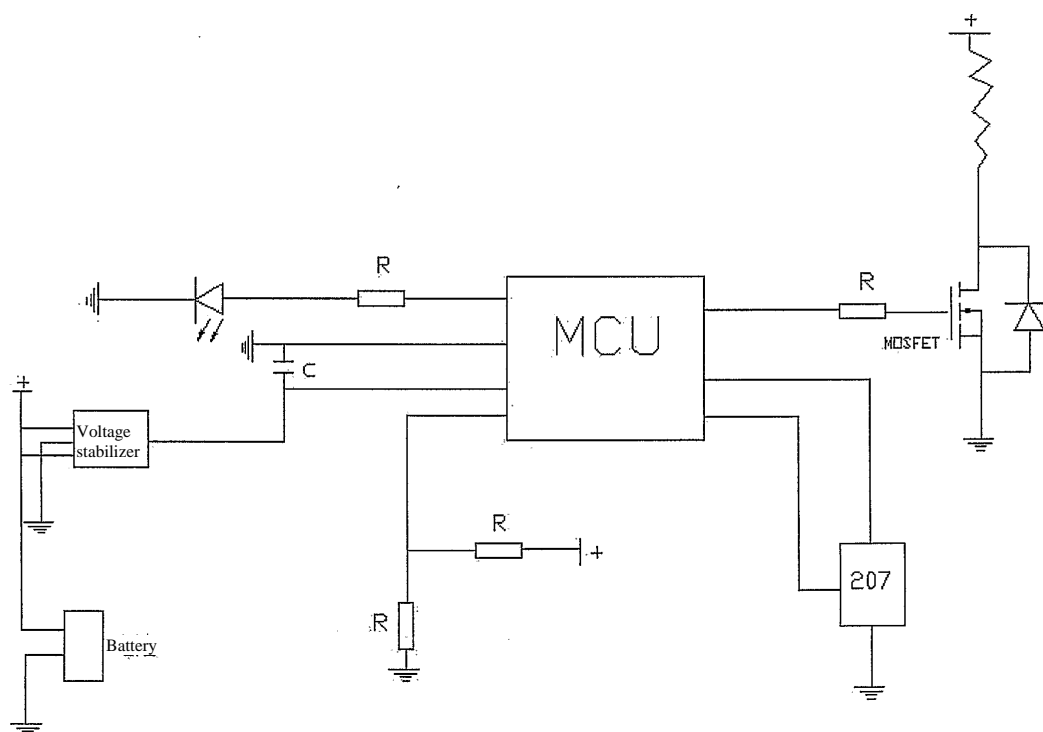 +
R
R
MCU
MOSFET
C
+
Voltage
stabilizer
R
+
207
R
Battery